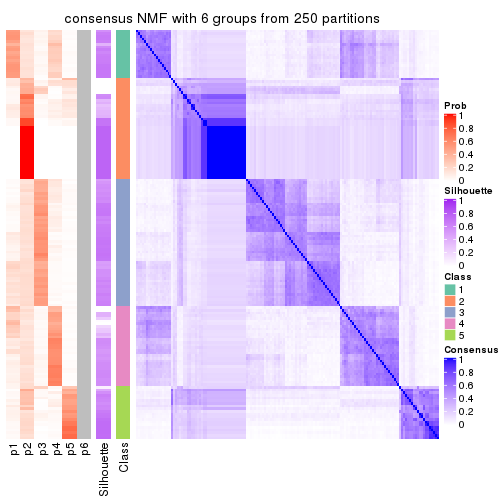 consensus NMF with 6 groups from 250 partitions
Prob
1
0.8
0.6
0.4
0.2
0
Silhouette
1
0.8
0.6
0.4
0.2
0
Class
1
2
3
4
5
Consensus
1
0.8
0.6
0.4
0.2
0
p1
p2
p3
p4
p5
p6
Silhouette
Class